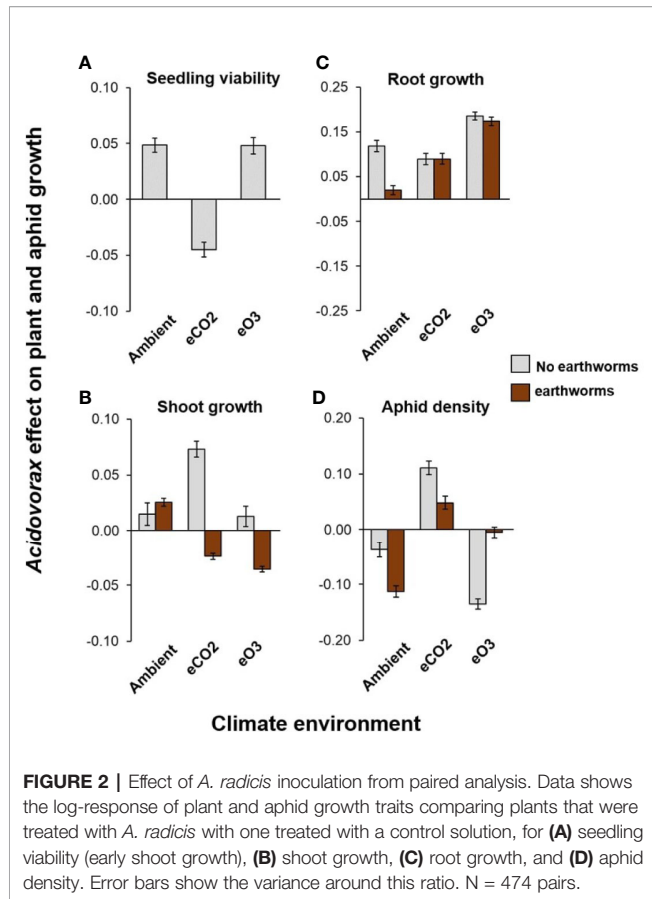 A
Seedling viability
0.10
0.05
0.00
-0.05
-0.10
Ambient
eCO2
eO3
C
Root growth
0.25
0.15
0.05
-0.05
-0.15
-0.25
Ambient
eCO2
eO3
No earthworms
earthworms
B
Shoot growth
0.10
0.05
0.00
-0.05
-0.10
Ambient
eCO2
eO3
D
Aphid density
0.20
0.10
0.00
-0.10
-0.20
Ambient
eCO2
eO3
Acidovorax effect on plant and aphid growth
Climate environment
FIGURE 2 | Effect of A. radicis inoculation from paired analysis. Data shows
the log-response of plant and aphid growth traits comparing plants that were
treated with A. radicis with one treated with a control solution, for (A) seedling
viability (early shoot growth), (B) shoot growth, (C) root growth, and (D) aphid
density. Error bars show the variance around this ratio. N = 474 pairs.